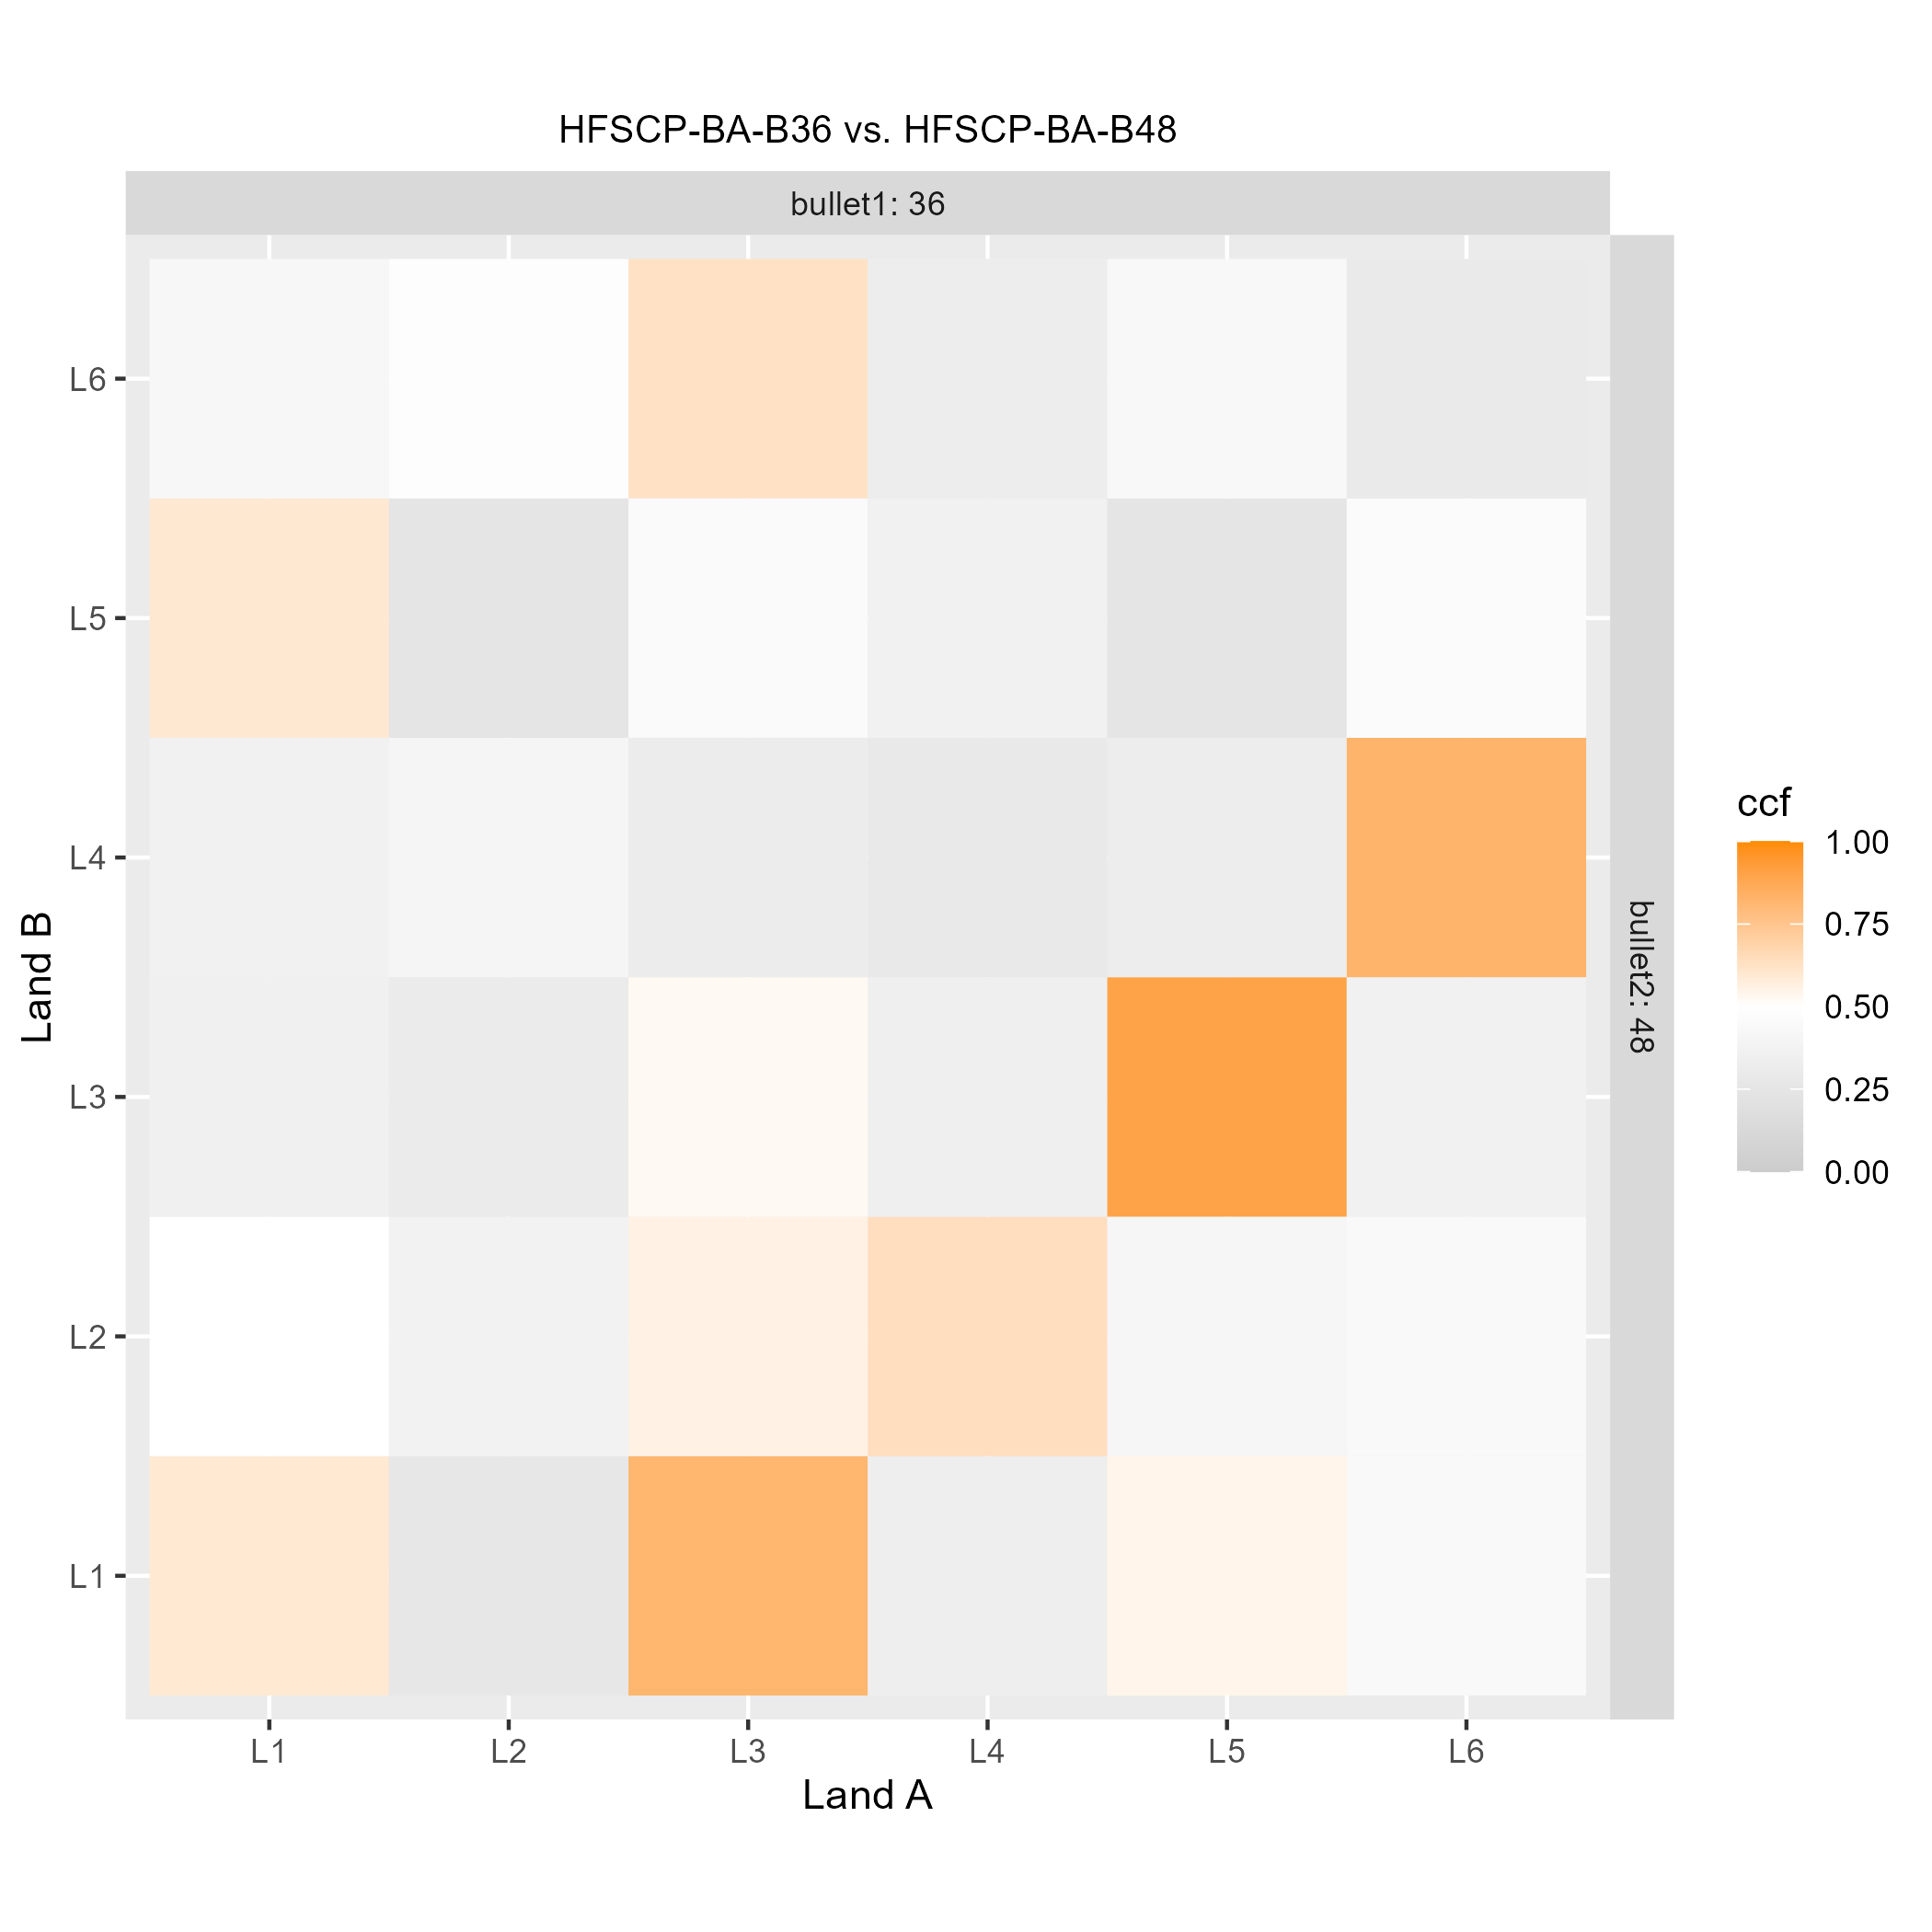 HFSCP-BA-B36 vs. HFSCP-BA-B48
bullet1: 36
L6
L5
L4
L3
L2
L1
Land B
bullet2: 48
ccf
1.00
0.75
0.50
0.25
0.00
L1 L2 L3 L4 L5 L6
Land A